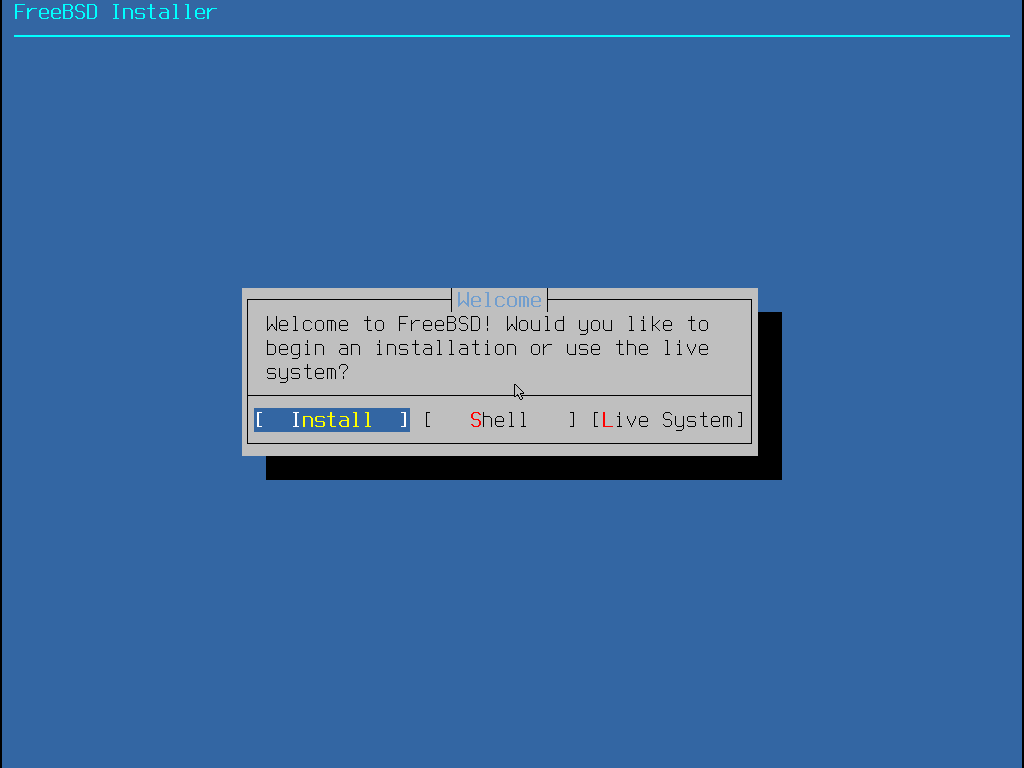 FreeBSD Installer
Welcome
Welcome to FreeBSD! Would you like to
begin an installation or use the live
system?
[  Install  ] [   Shell   ] [Live System]